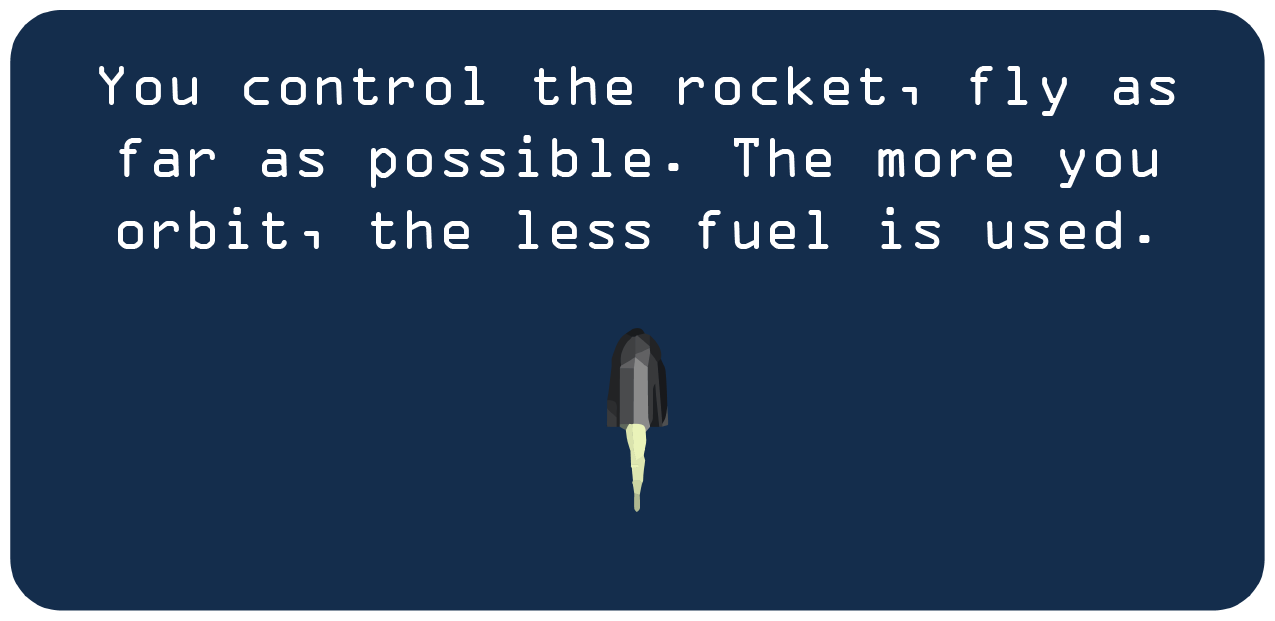 You control the rocket, fly as
far as possible. The more you
orbit, the less fuel is used.